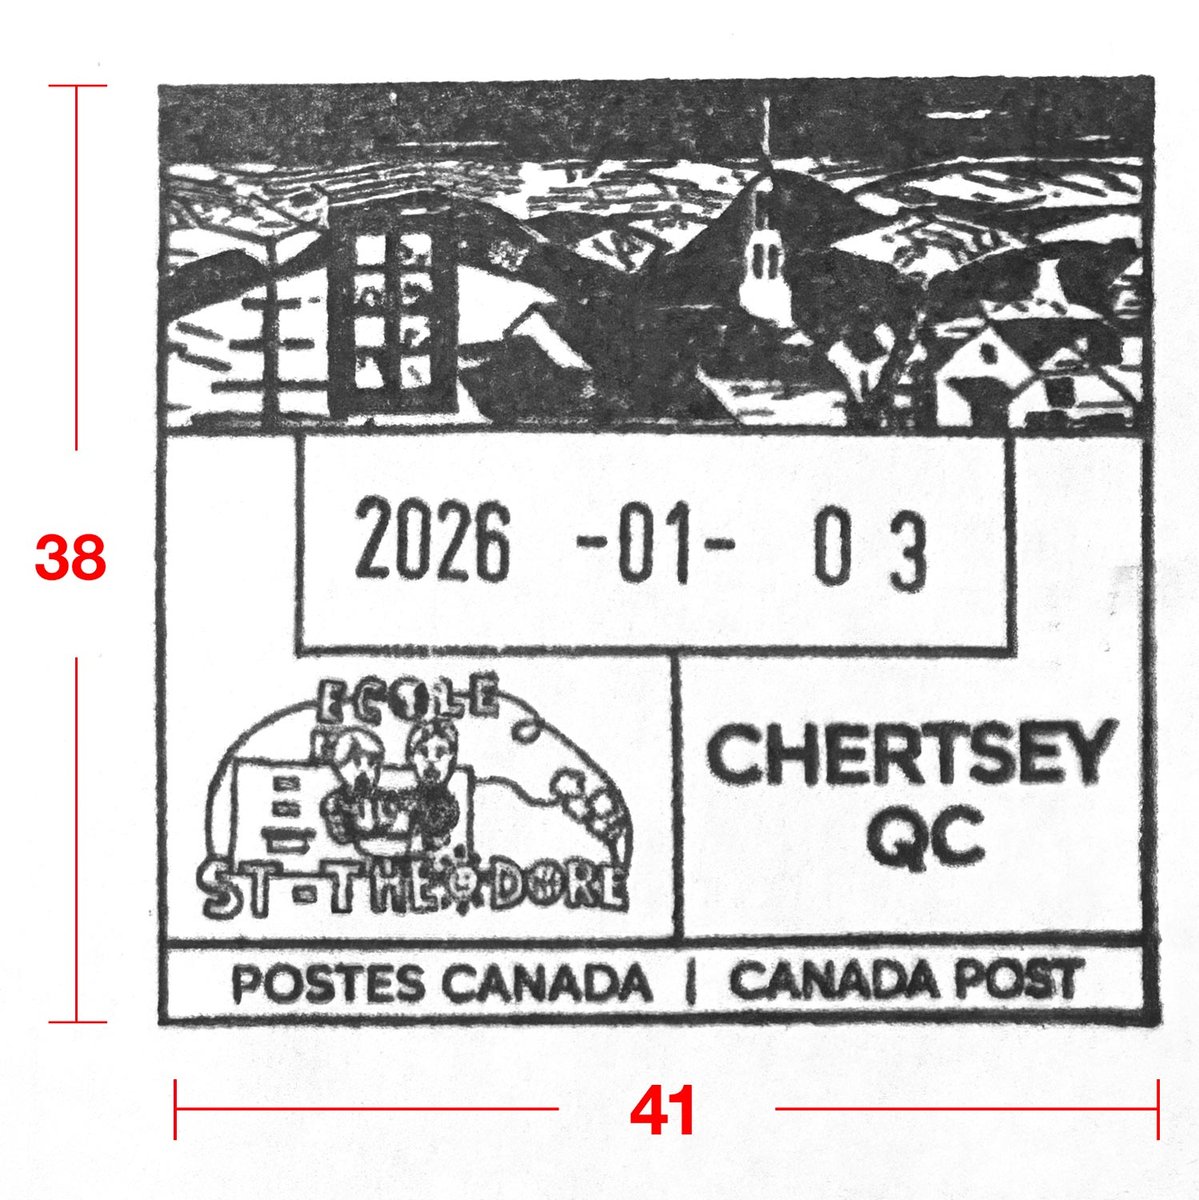 38
2026 -01- 03
ECOLE
ST-THEODORE
CHERTSEY
QC
POSTES CANADA | CANADA POST
41